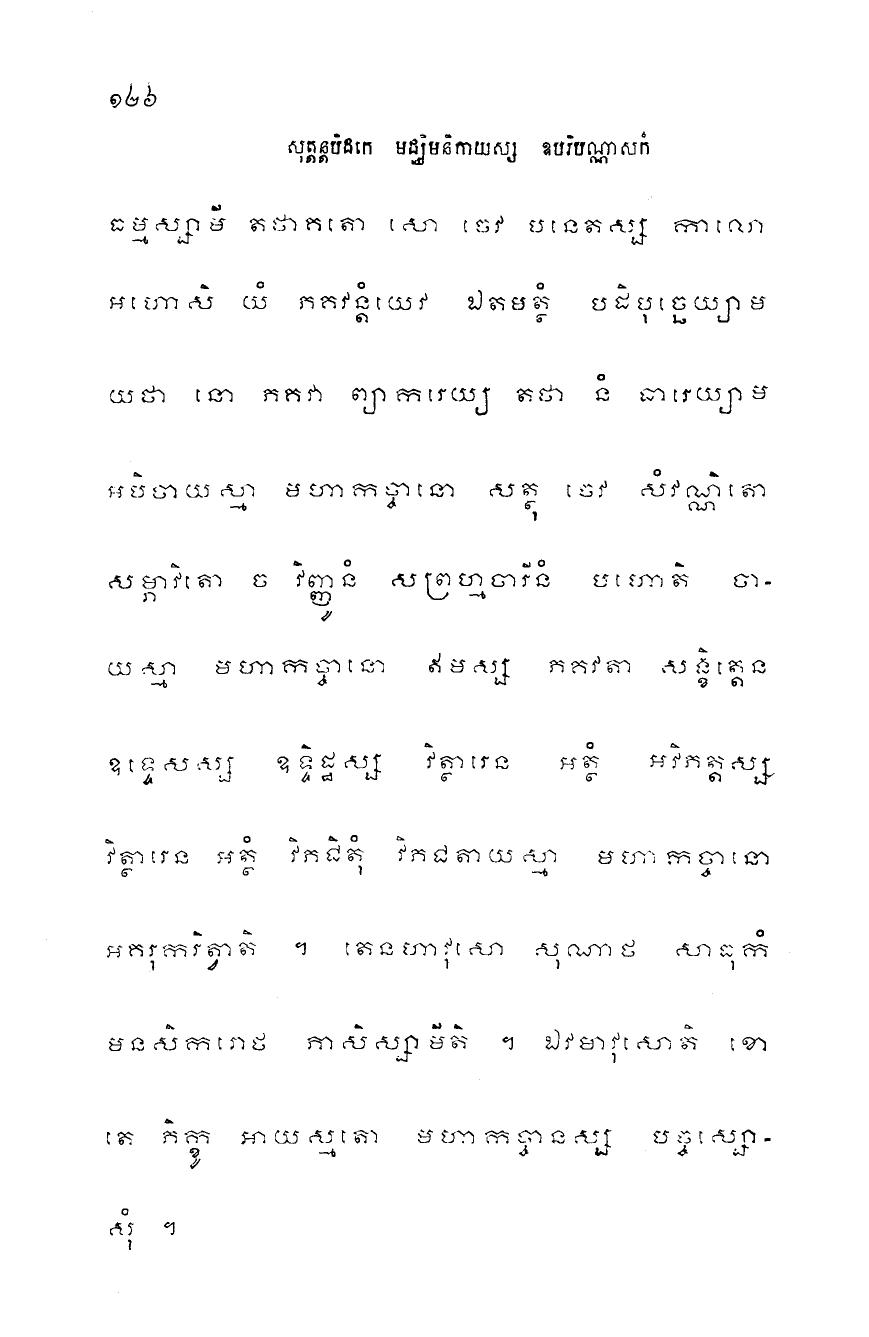 ១២៦
សុត្តន្តបិដកេ មជ្ឈិមនិកាយស្ស ឧបរិបណ្ណាសកំ
ធម្មស្សាមី តថាគតោ សោ ចេវ បនេតស្ស កាលោ
អហោសិ យំ ភគវន្តំយេវ ឯតមត្ថំ បដិបុច្ឆេយ្យាម
យថា នោ ភគវា ព្យាករេយ្យ តថា នំ ធារេយ្យាម
អបិចាយស្មា មហាកច្ចានោ សត្ថុ ចេវ សំវណ្ណិតោ
សម្ភាវិតោ ច វិញ្ញូនំ សព្រហ្មចារីនំ បហោតិ ចា-
យស្មា មហាកច្ចានោ ឥមស្ស ភគវតា សង្ខិត្តេន
ឧទ្ទេសស្ស ឧទ្ទិដ្ឋស្ស វិត្ថារេន អត្ថំ អវិភត្តស្ស
វិត្ថារេន អត្ថំ វិភជិតុំ វិភជតាយស្មា មហាកច្ចានោ
អគរុករិត្វាតិ ។ តេនហាវុសោ សុណាថ សាធុកំ
មនសិករោថ ភាសិស្សាមីតិ ។ ឯវមាវុសោតិ ខោ
តេ ភិក្ខូ អាយស្មតោ មហាកច្ចានស្ស បច្ចស្សោ-
សុំ ។